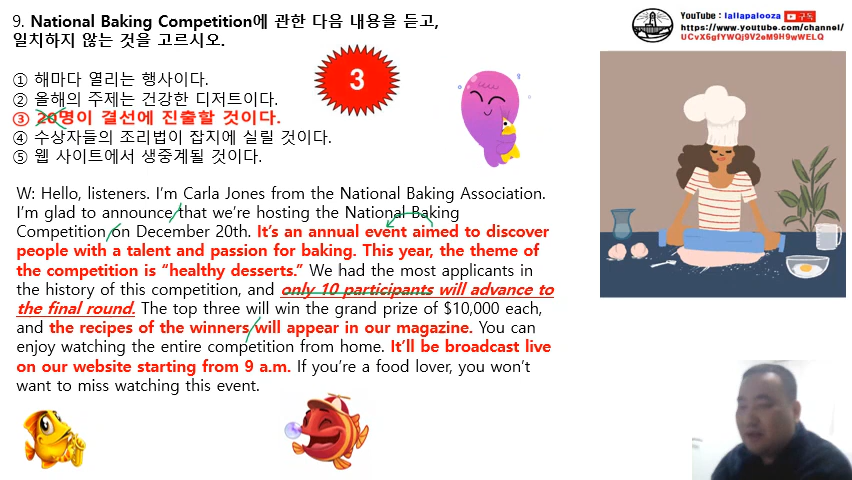 9. National Baking Competition에 관한 다음 내용을 듣고,
일치하지 않는 것을 고르시오.
① 해마다 열리는 행사이다.
② 올해의 주제는 건강한 디저트이다.
③ 20명이 결선에 진출할 것이다.
④ 수상자들의 조리법이 잡지에 실릴 것이다.
⑤ 웹 사이트에서 생중계될 것이다.
3
W: Hello, listeners. I’m Carla Jones from the National Baking Association.
I’m glad to announce that we’re hosting the National Baking
Competition on December 20th. It’s an annual event aimed to discover
people with a talent and passion for baking. This year, the theme of
the competition is “healthy desserts.” We had the most applicants in
the history of this competition, and only 10 participants will advance to
the final round. The top three will win the grand prize of $10,000 each,
and the recipes of the winners will appear in our magazine. You can
enjoy watching the entire competition from home. It’ll be broadcast live
on our website starting from 9 a.m. If you’re a food lover, you won’t
want to miss watching this event.
YouTube : lallapalooza 구독
https://www.youtube.com/channel/
UCvX6gfYWQj9V2oM9H9wWELQ